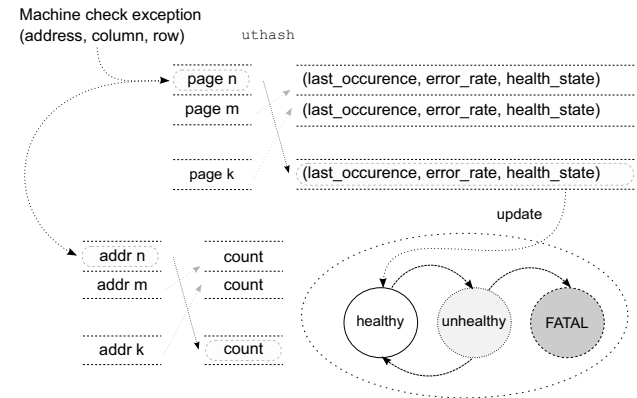 Machine check exception
(address, column, row)
uthash
page n
(last_occurence, error_rate, health_state)
page m
(last_occurence, error_rate, health_state)
page k
(last_occurence, error_rate, health_state)
update
addr n
count
addr m
count
addr k
count
healthy
unhealthy
FATAL